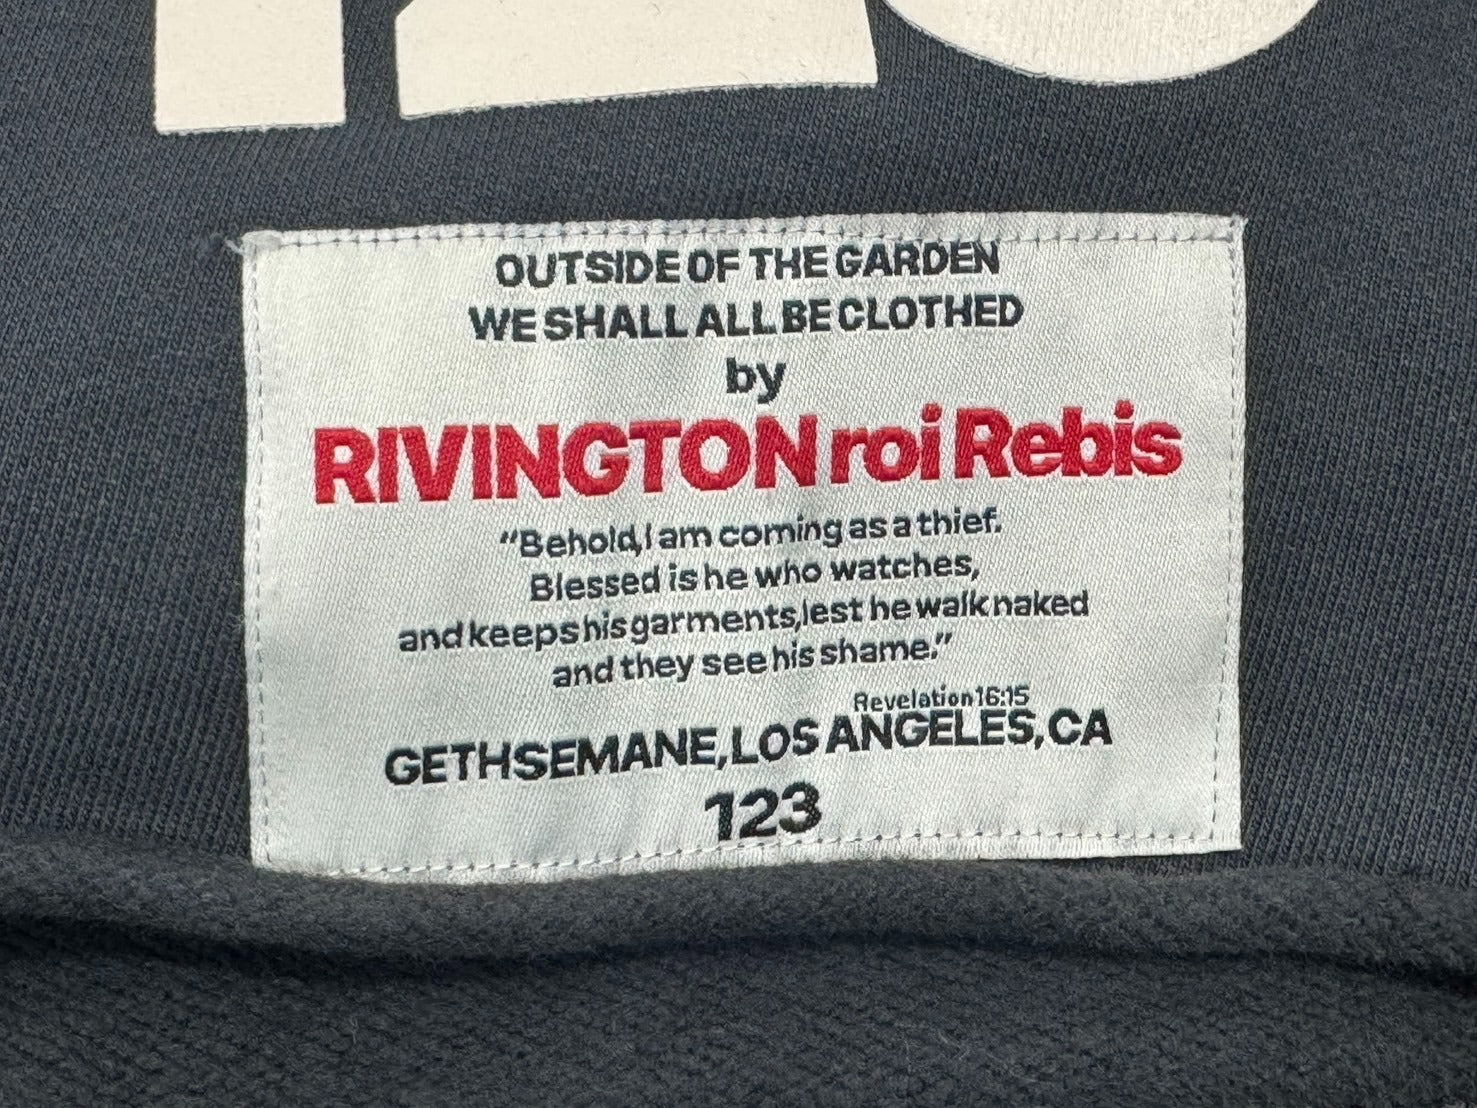 123
OUTSIDE OF THE GARDEN
WE SHALL ALL BE CLOTHED
by
RIVINGTON roi Rebis
“Behold, I am coming as a thief.
Blessed is he who watches,
and keeps his garments, lest he walk naked
and they see his shame.”
Revelation 16:15
GETHSEMANE, LOS ANGELES, CA
123